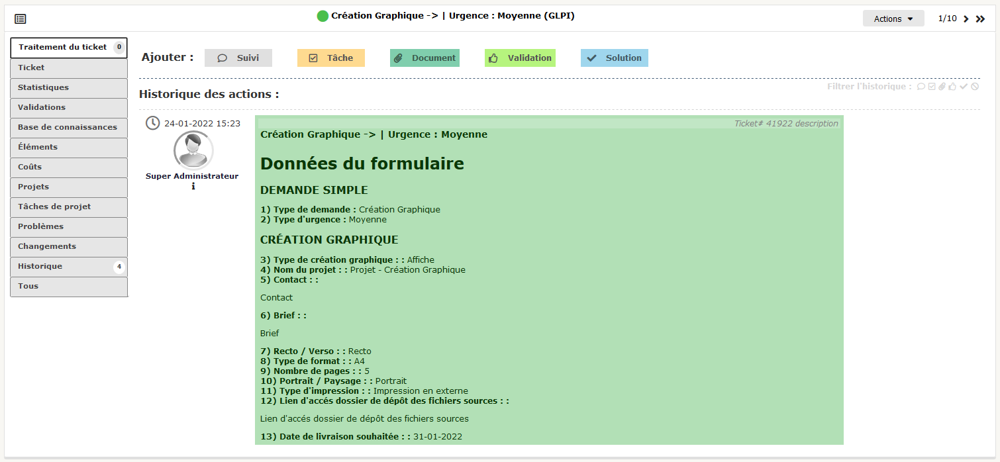 Création Graphique -> | Urgence : Moyenne (GLPI)
Actions
1/10
Traitement du ticket 0
Ticket
Statistiques
Validations
Base de connaissances
Éléments
Coûts
Projets
Tâches de projet
Problèmes
Changements
Historique 4
Tous
Ajouter : Suivi Tâche Document Validation Solution
Filtrer l'historique :
Historique des actions :
24-01-2022 15:23
Super Administrateur
Ticket# 41922 description
Création Graphique -> | Urgence : Moyenne
Données du formulaire
DEMANDE SIMPLE
1) Type de demande : Création Graphique
2) Type d'urgence : Moyenne
CRÉATION GRAPHIQUE
3) Type de création graphique : : Affiche
4) Nom du projet : : Projet - Création Graphique
5) Contact : :
Contact
6) Brief : :
Brief
7) Recto / Verso : : Recto
8) Type de format : : A4
9) Nombre de pages : : 5
10) Portrait / Paysage : : Portrait
11) Type d'impression : : Impression en externe
12) Lien d'accés dossier de dépôt des fichiers sources : :
Lien d'accés dossier de dépôt des fichiers sources
13) Date de livraison souhaitée : : 31-01-2022